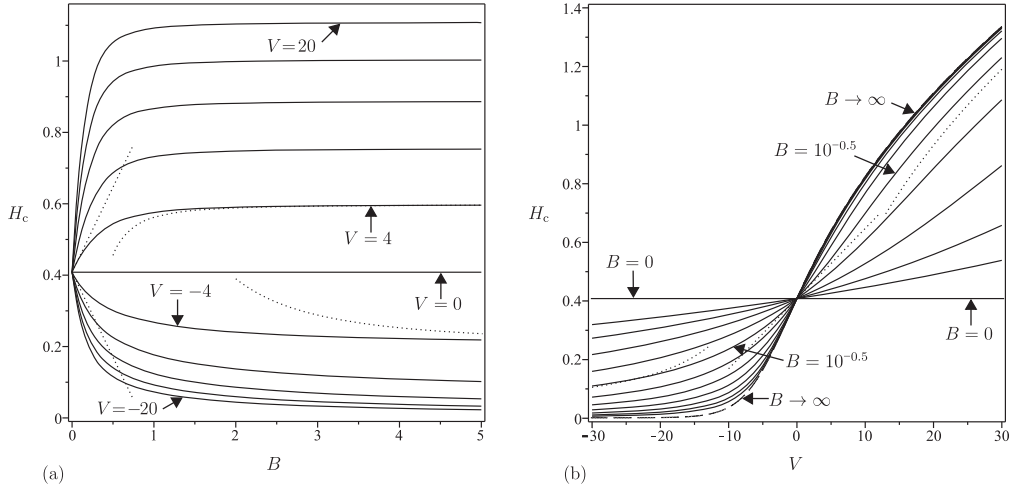 V = 20
1
0.8
0.6
0.4
0.2
0
H_c
V = 4
V = 0
V = −4
V = −20
0 1 2 3 4 5
(a)
B
1.4
1.2
1
0.8
0.6
0.4
0.2
0
H_c
B → ∞
B = 10^{−0.5}
B = 0
B = 0
B = 10^{−0.5}
B → ∞
−30 −20 −10 0 10 20 30
(b)
V